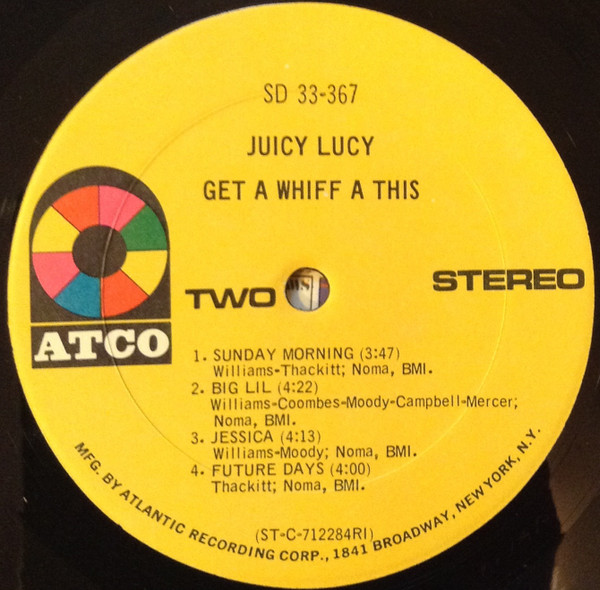 SD 33-367
JUICY LUCY
GET A WHIFF A THIS
ATCO
TWO
STEREO
1. SUNDAY MORNING (3:47)
Williams-Thackitt; Noma, BMI.
2. BIG LIL (4:22)
Williams-Coombes-Moody-Campbell-Mercer;
Noma, BMI.
3. JESSICA (4:13)
Williams-Moody; Noma, BMI.
4. FUTURE DAYS (4:00)
Thackitt; Noma, BMI.
(ST-C-712284RI)
MFG. BY ATLANTIC RECORDING CORP., 1841 BROADWAY, NEW YORK, N.Y.